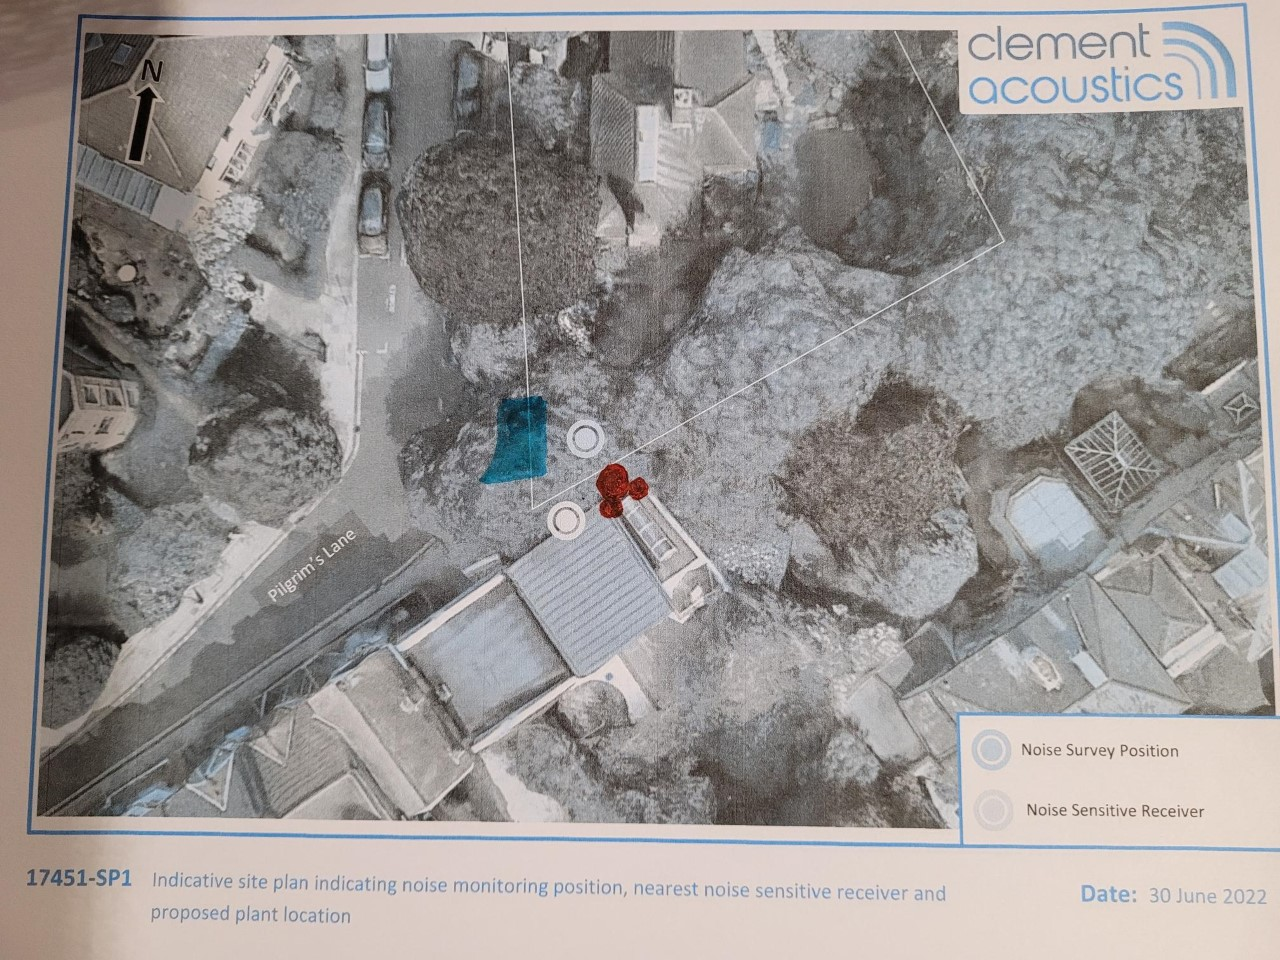 clement
acoustics
N
Pilgrim's Lane
Noise Survey Position
Noise Sensitive Receiver
17451-SP1 Indicative site plan indicating noise monitoring position, nearest noise sensitive receiver and
proposed plant location
Date: 30 June 2022